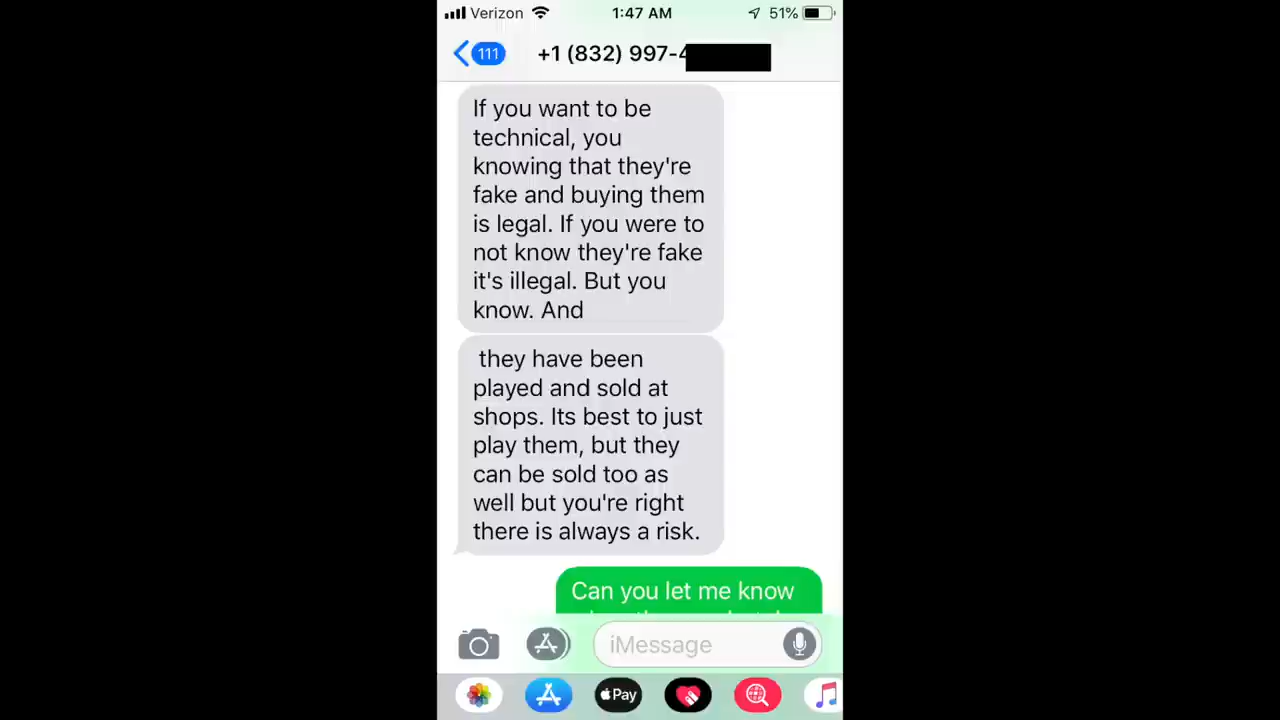 Verizon 1:47 AM 51%
111 +1 (832) 997-4
If you want to be
technical, you
knowing that they're
fake and buying them
is legal. If you were to
not know they're fake
it's illegal. But you
know. And
they have been
played and sold at
shops. Its best to just
play them, but they
can be sold too as
well but you're right
there is always a risk.
Can you let me know
iMessage
Pay